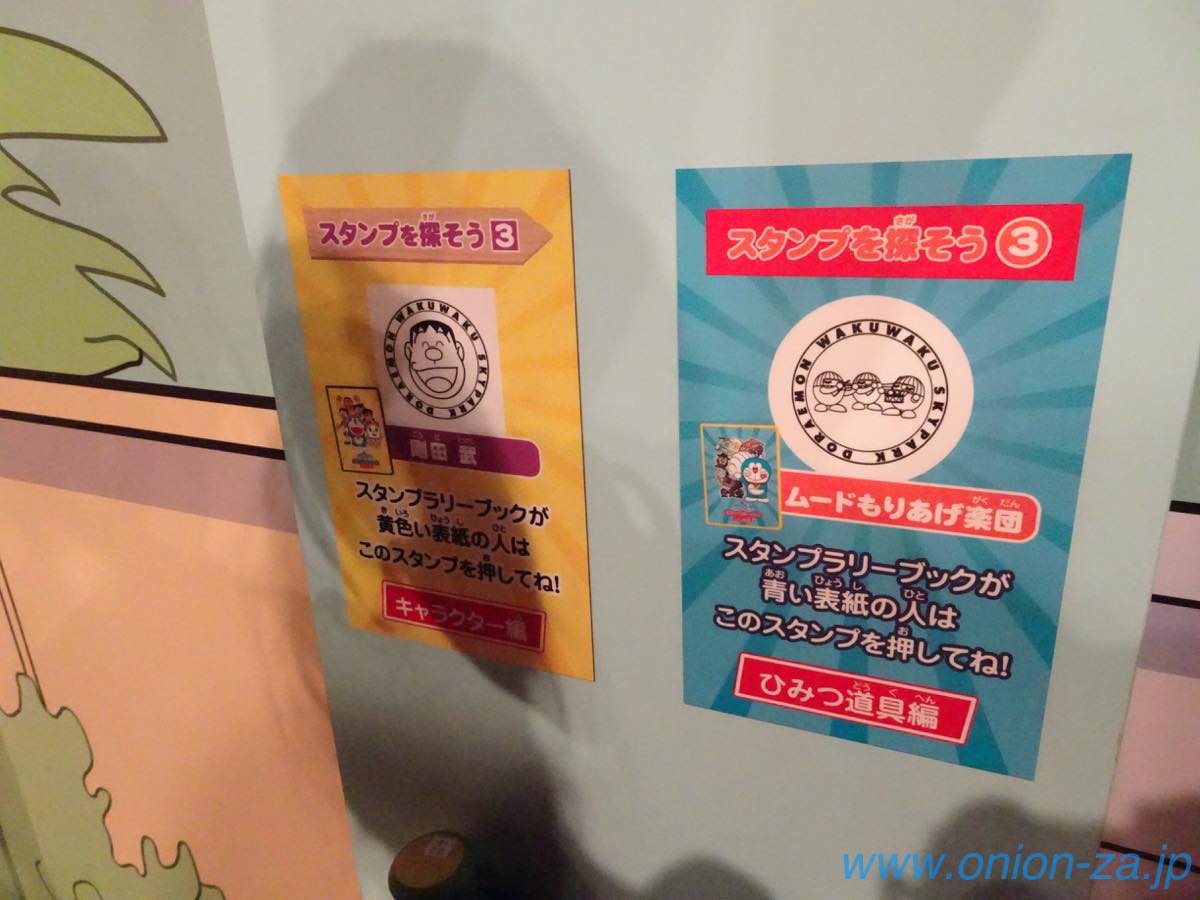 スタンプを探そう 3
DORAEMON WAKUWAKU SKYPARK
剛田 武
スタンプラリーブックが
黄色い表紙の人は
このスタンプを押してね!
キャラクター編
スタンプを探そう 3
DORAEMON WAKUWAKU SKYPARK
ムードもりあげ楽団
スタンプラリーブックが
青い表紙の人は
このスタンプを押してね!
ひみつ道具編
www.onion-za.jp